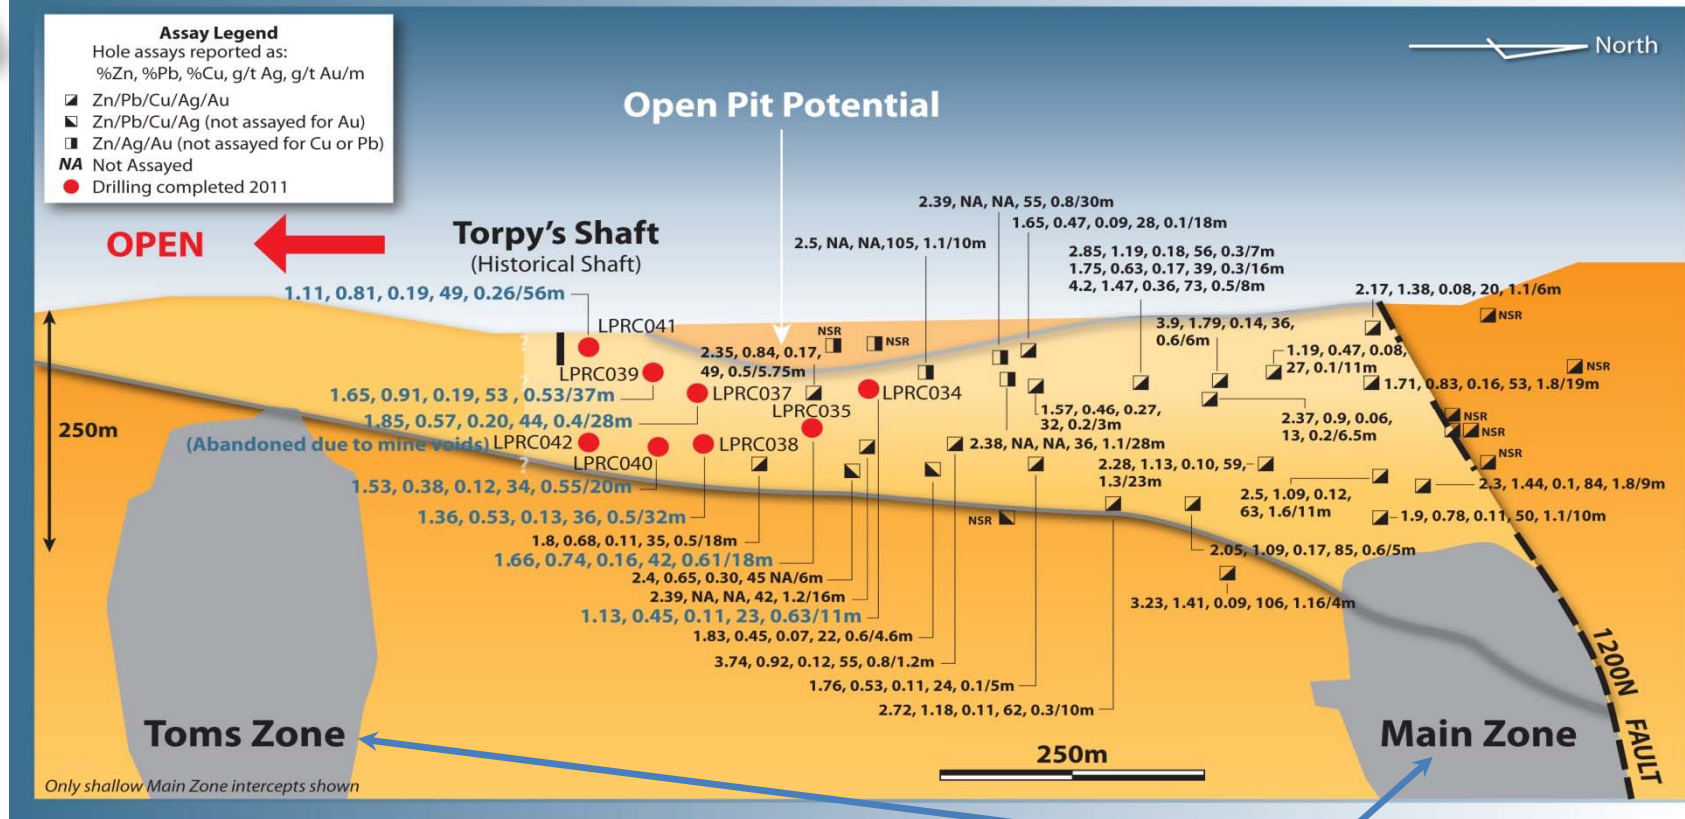 Assay Legend
Hole assays reported as:
%Zn, %Pb, %Cu, g/t Ag, g/t Au/m
Zn/Pb/Cu/Ag/Au
Zn/Pb/Cu/Ag (not assayed for Au)
Zn/Ag/Au (not assayed for Cu or Pb)
NA Not Assayed
Drilling completed 2011
North
Open Pit Potential
OPEN
Torpy's Shaft
(Historical Shaft)
2.39, NA, NA, 55, 0.8/30m
1.65, 0.47, 0.09, 28, 0.1/18m
2.5, NA, NA,105, 1.1/10m
2.85, 1.19, 0.18, 56, 0.3/7m
1.75, 0.63, 0.17, 39, 0.3/16m
4.2, 1.47, 0.36, 73, 0.5/8m
2.17, 1.38, 0.08, 20, 1.1/6m
1.11, 0.81, 0.19, 49, 0.26/56m
LPRC041
NSR
NSR
NSR
3.9, 1.79, 0.14, 36,
0.6/6m
2.35, 0.84, 0.17,
49, 0.5/5.75m
1.19, 0.47, 0.08,
27, 0.1/11m
NSR
LPRC039
1.71, 0.83, 0.16, 53, 1.8/19m
1.65, 0.91, 0.19, 53 , 0.53/37m
LPRC037
LPRC034
LPRC035
1.57, 0.46, 0.27,
32, 0.2/3m
2.37, 0.9, 0.06,
13, 0.2/6.5m
NSR
NSR
NSR
1.85, 0.57, 0.20, 44, 0.4/28m
(Abandoned due to mine voids)
250m
LPRC042
LPRC038
2.38, NA, NA, 36, 1.1/28m
LPRC040
?
?
?
2.28, 1.13, 0.10, 59,
1.3/23m
1.53, 0.38, 0.12, 34, 0.55/20m
2.5, 1.09, 0.12,
63, 1.6/11m
2.3, 1.44, 0.1, 84, 1.8/9m
1.36, 0.53, 0.13, 36, 0.5/32m
NSR
1.9, 0.78, 0.11, 50, 1.1/10m
1.8, 0.68, 0.11, 35, 0.5/18m
2.05, 1.09, 0.17, 85, 0.6/5m
1.66, 0.74, 0.16, 42, 0.61/18m
2.4, 0.65, 0.30, 45 NA/6m
2.39, NA, NA, 42, 1.2/16m
3.23, 1.41, 0.09, 106, 1.16/4m
1.13, 0.45, 0.11, 23, 0.63/11m
1.83, 0.45, 0.07, 22, 0.6/4.6m
3.74, 0.92, 0.12, 55, 0.8/1.2m
1.76, 0.53, 0.11, 24, 0.1/5m
2.72, 1.18, 0.11, 62, 0.3/10m
1200N FAULT
Toms Zone
Main Zone
250m
Only shallow Main Zone intercepts shown